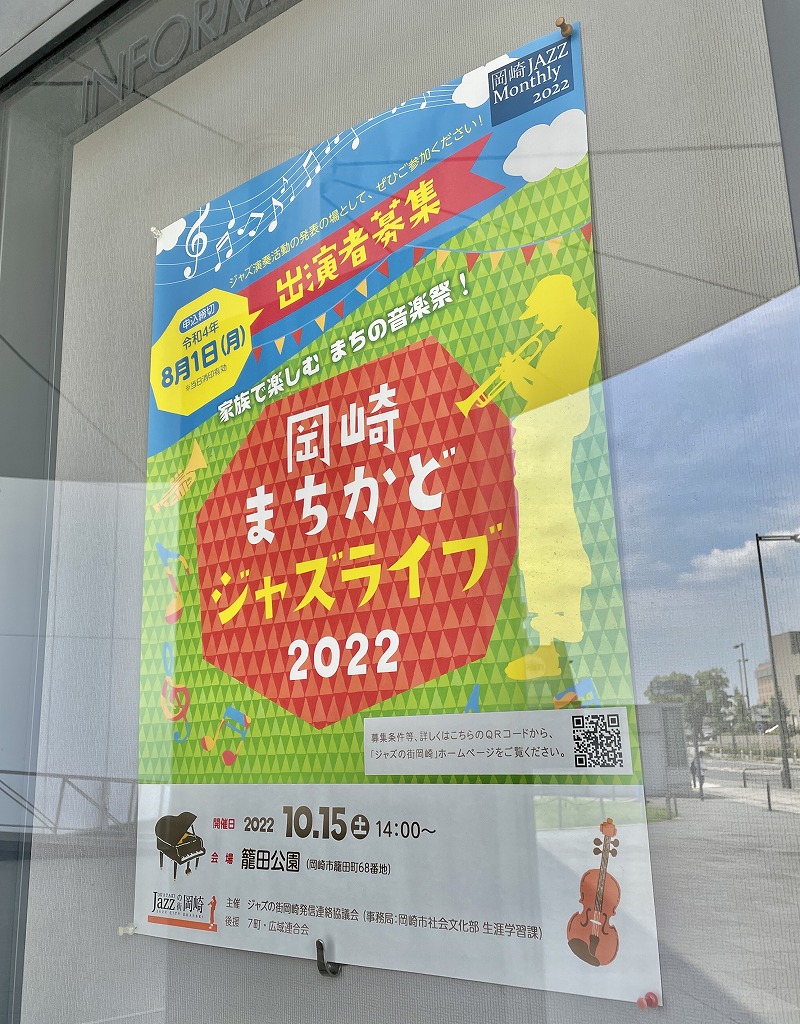 INFORM
岡崎JAZZ
Monthly
2022
ジャズ演奏活動の発表の場として、ぜひご参加ください！
出演者募集
申込締切
令和4年
8月1日(月)
※当日消印有効
家族で楽しむ まちの音楽祭！
岡崎
まちかど
ジャズライブ
2022
募集条件等、詳しくはこちらのQRコードから、
「ジャズの街岡崎」ホームページをご覧ください。
開催日 2022 10.15土 14:00～
会場 籠田公園 (岡崎市籠田町68番地)
Jazzの街岡崎
JAZZ CITY OKAZAKI
主催 ジャズの街岡崎発信連絡協議会 (事務局:岡崎市社会文化部 生涯学習課)
後援 7町・広域連合会